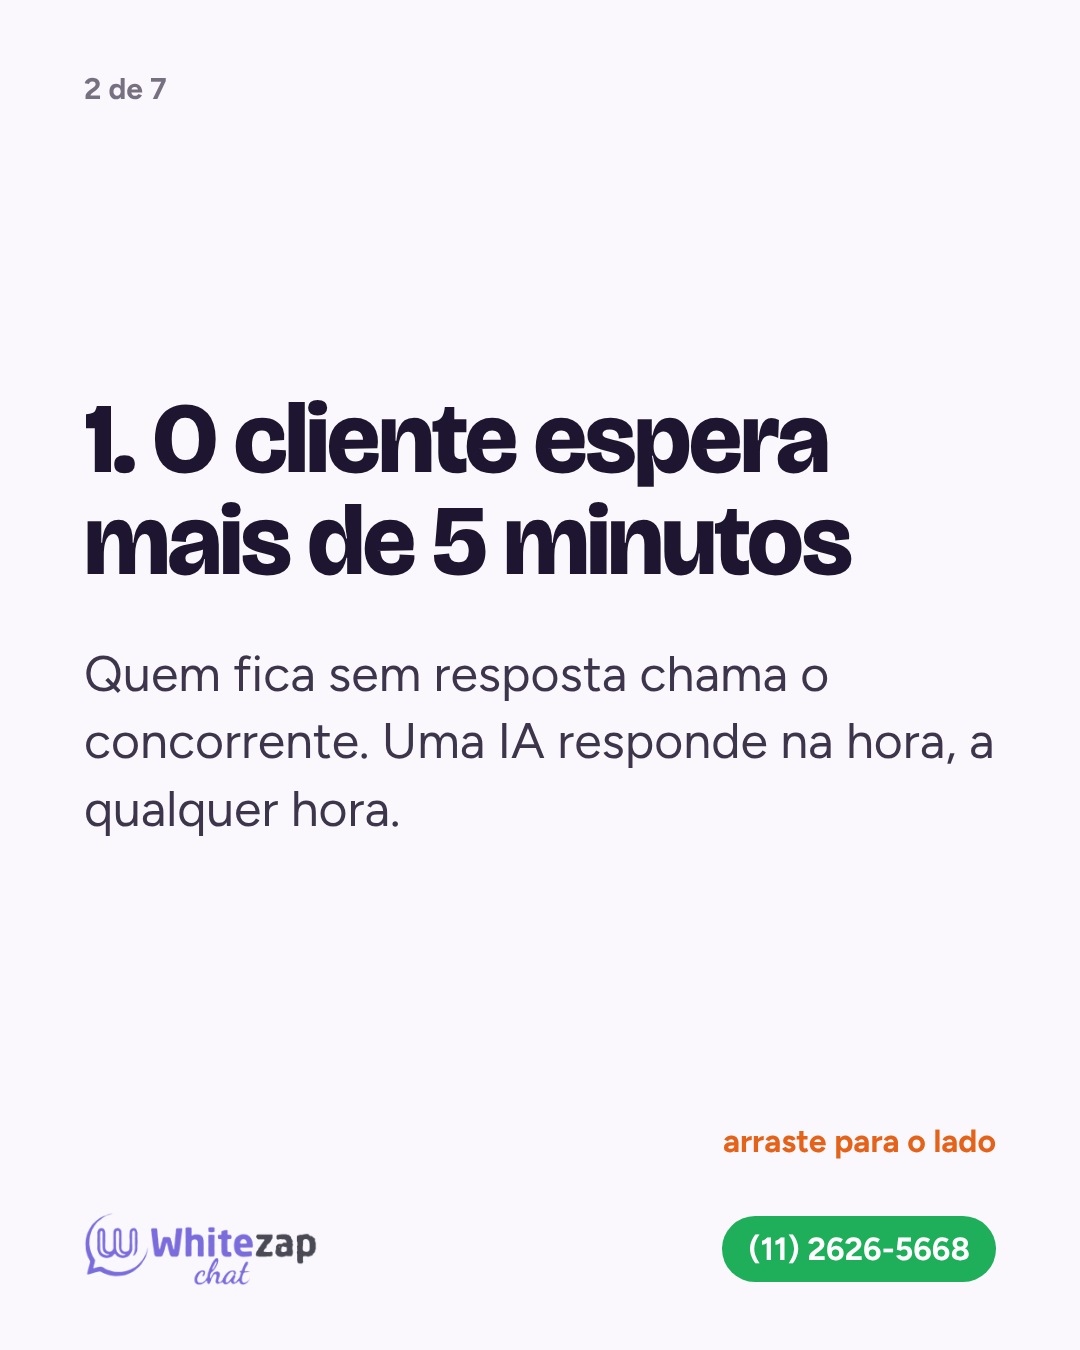 2 de 7
1. O cliente espera
mais de 5 minutos
Quem fica sem resposta chama o
concorrente. Uma IA responde na hora, a
qualquer hora.
arraste para o lado
Whitezap
chat
(11) 2626-5668